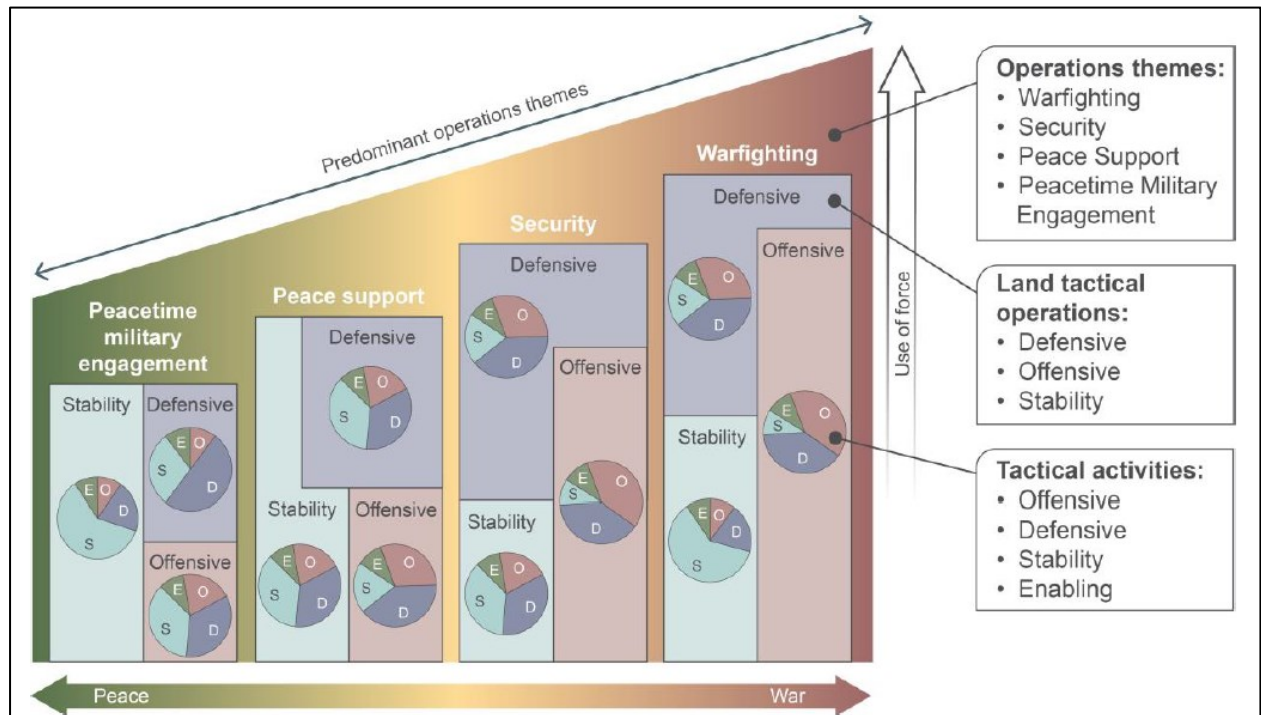 Predominant operations themes
Peacetime
military
engagement
Stability
E
O
D
S
Defensive
E
O
S
D
Offensive
E
O
S
D
Peace support
Defensive
E
O
S
D
Stability
E
O
S
D
Offensive
E
O
S
D
Security
Defensive
E
O
S
D
Offensive
E
O
S
D
Stability
E
O
S
D
Warfighting
Defensive
E
O
S
D
Offensive
E
O
S
D
Stability
E
O
D
S
Use of force
Operations themes:
• Warfighting
• Security
• Peace Support
• Peacetime Military
Engagement
Land tactical
operations:
• Defensive
• Offensive
• Stability
Tactical activities:
• Offensive
• Defensive
• Stability
• Enabling
Peace
War